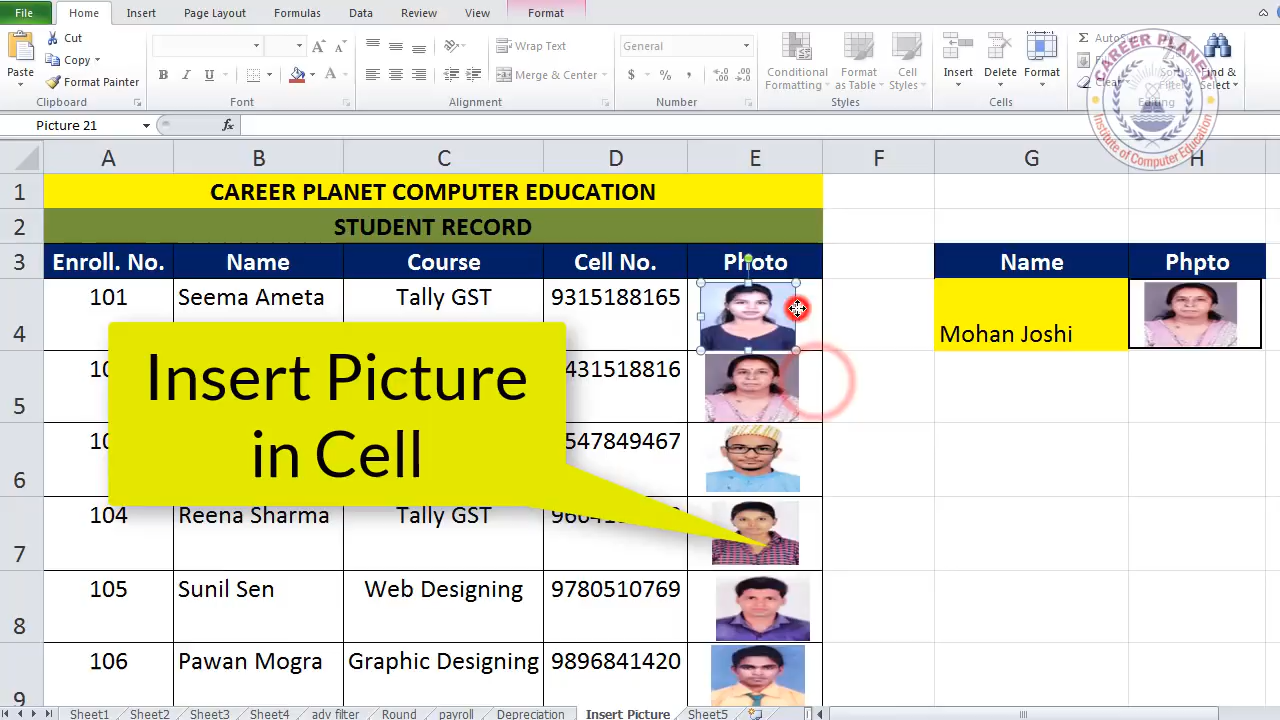 File Home Insert Page Layout Formulas Data Review View Format
Cut
Copy
Format Painter
Paste
Wrap Text
Merge & Center
General
Conditional Formatting
Format as Table
Cell Styles
Insert
Delete
Format
Find & Select
Clipboard Font Alignment Number Styles Cells Editing
CAREER PLANET
Institute of Computer Education
Picture 21 fx
A B C D E F G H
1 CAREER PLANET COMPUTER EDUCATION
2 STUDENT RECORD
3 Enroll. No. Name Course Cell No. Photo Name Phpto
4 101 Seema Ameta Tally GST 9315188165 Mohan Joshi
5 431518816
6 547849467
7 104 Reena Sharma Tally GST
8 105 Sunil Sen Web Designing 9780510769
9 106 Pawan Mogra Graphic Designing 9896841420
Insert Picture
in Cell
Sheet1 Sheet2 Sheet3 Sheet4 adv filter Round payroll Depreciation Insert Picture Sheet5